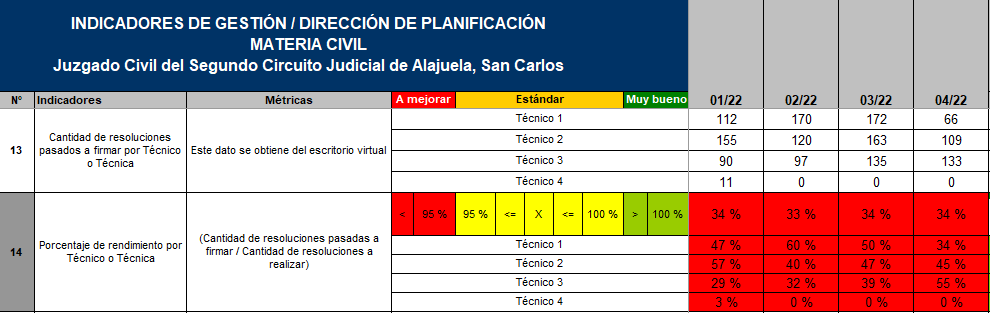 INDICADORES DE GESTIÓN / DIRECCIÓN DE PLANIFICACIÓN
MATERIA CIVIL
Juzgado Civil del Segundo Circuito Judicial de Alajuela, San Carlos
Nº Indicadores Métricas A mejorar Estándar Muy bueno 01/22 02/22 03/22 04/22
13 Cantidad de resoluciones pasados a firmar por Técnico o Técnica Este dato se obtiene del escritorio virtual
Técnico 1 112 170 172 66
Técnico 2 155 120 163 109
Técnico 3 90 97 135 133
Técnico 4 11 0 0 0
14 Porcentaje de rendimiento por Técnico o Técnica (Cantidad de resoluciones pasadas a firmar / Cantidad de resoluciones a realizar)
< 95 % 95 % <= X <= 100 % > 100 % 34 % 33 % 34 % 34 %
Técnico 1 47 % 60 % 50 % 34 %
Técnico 2 57 % 40 % 47 % 45 %
Técnico 3 29 % 32 % 39 % 55 %
Técnico 4 3 % 0 % 0 % 0 %